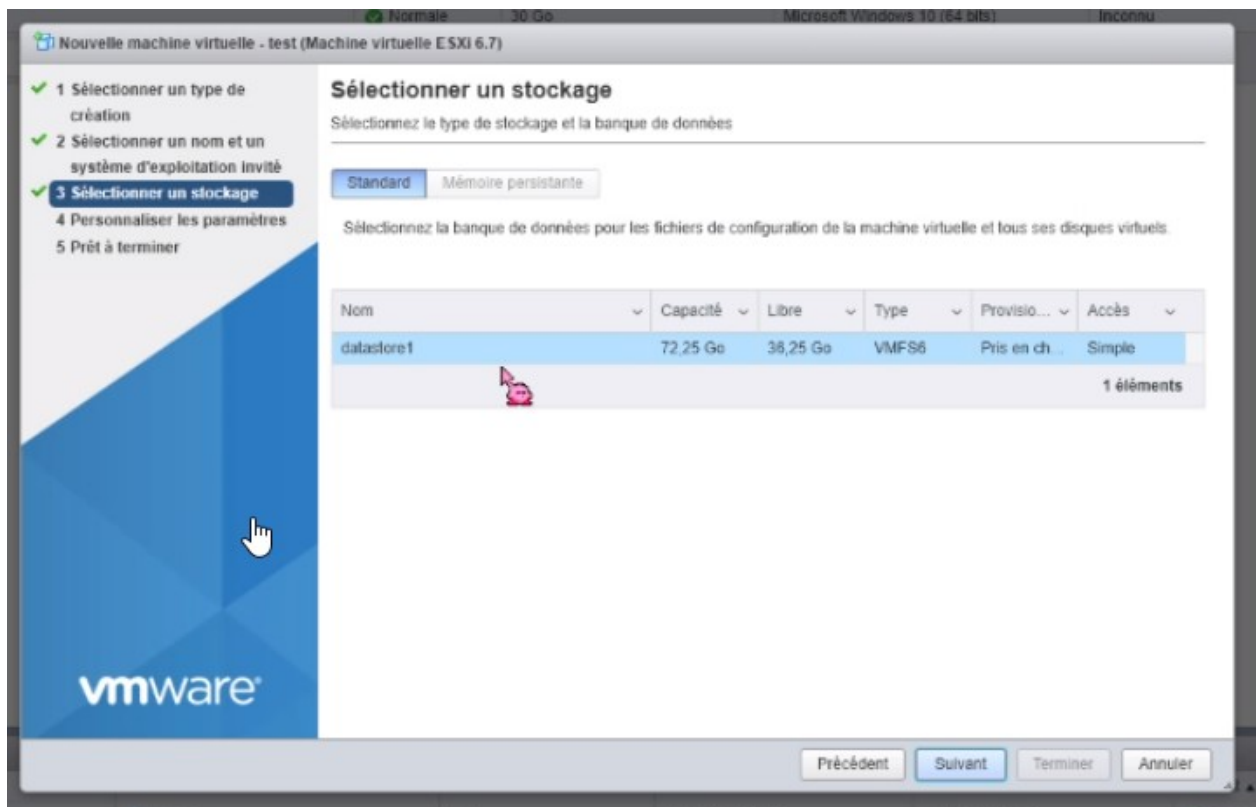 Normale 30 Go Microsoft Windows 10 (64 bits) Inconnu
Nouvelle machine virtuelle - test (Machine virtuelle ESXi 6.7)
1 Sélectionner un type de
création
2 Sélectionner un nom et un
système d'exploitation invité
3 Sélectionner un stockage
4 Personnaliser les paramètres
5 Prêt à terminer
Sélectionner un stockage
Sélectionnez le type de stockage et la banque de données
Standard Mémoire persistante
Sélectionnez la banque de données pour les fichiers de configuration de la machine virtuelle et tous ses disques virtuels.
Nom Capacité Libre Type Provisio... Accès
datastore1 72,25 Go 36,25 Go VMFS6 Pris en ch... Simple
1 éléments
vmware
Précédent Suivant Terminer Annuler